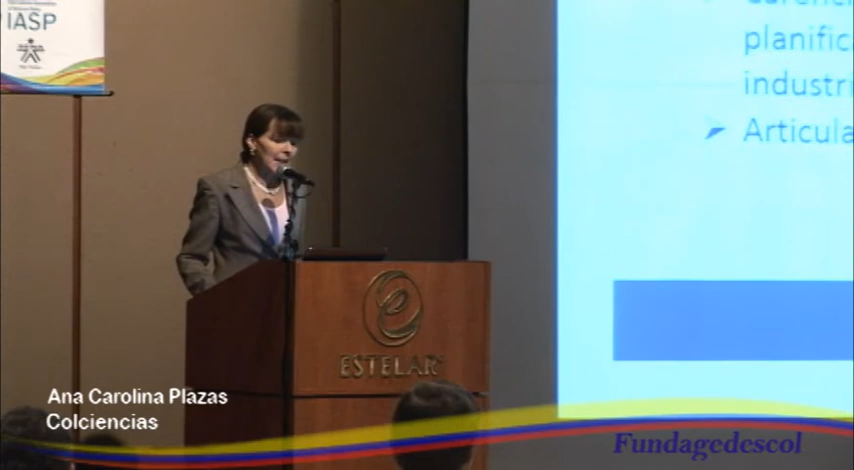 IASP
planific
industri
Articula
ESTELAR
Ana Carolina Plazas
Colciencias
Fundagedescol